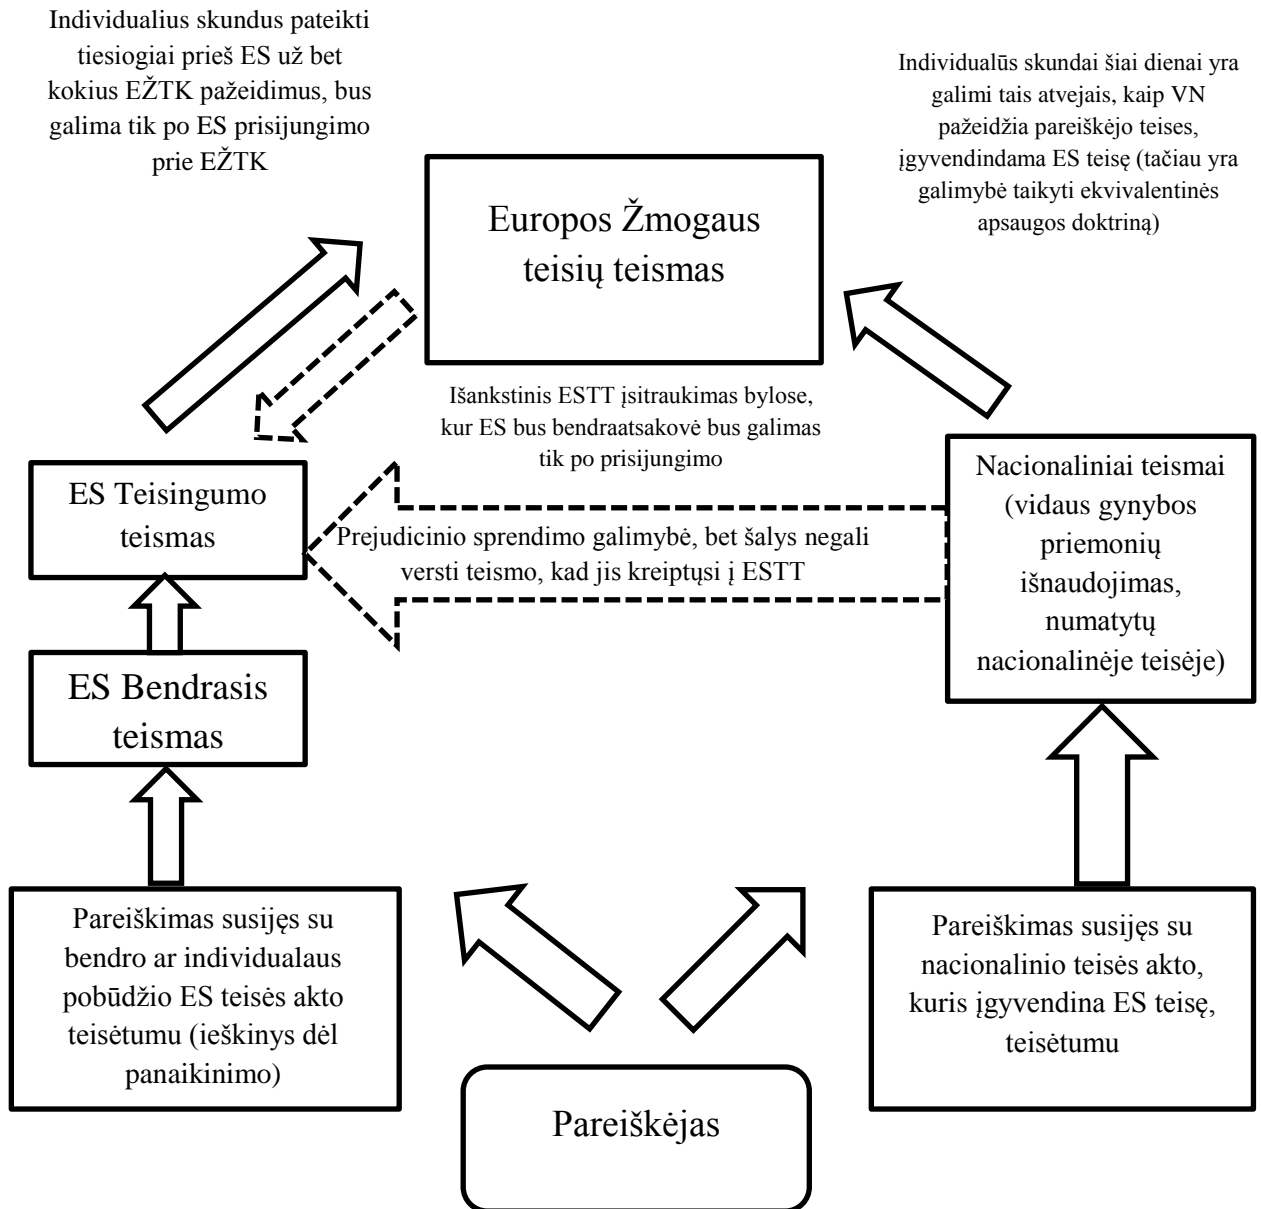 Individualius skundus pateikti
tiesiogiai prieš ES už bet
kokius EŽTK pažeidimus, bus
galima tik po ES prisijungimo
prie EŽTK
Individualūs skundai šiai dienai yra
galimi tais atvejais, kaip VN
pažeidžia pareiškėjo teises,
įgyvendindama ES teisę (tačiau yra
galimybė taikyti ekvivalentinės
apsaugos doktriną)
Europos Žmogaus
teisių teismas
Išankstinis ESTT įsitraukimas bylose,
kur ES bus bendraatsakovė bus galimas
tik po prisijungimo
ES Teisingumo
teismas
Prejudicinio sprendimo galimybė, bet šalys negali
versti teismo, kad jis kreiptųsi į ESTT
Nacionaliniai teismai
(vidaus gynybos
priemonių
išnaudojimas,
numatytų
nacionalinėje teisėje)
ES Bendrasis
teismas
Pareiškimas susijęs su
bendro ar individualaus
pobūdžio ES teisės akto
teisėtumu (ieškinys dėl
panaikinimo)
Pareiškimas susijęs su
nacionalinio teisės akto,
kuris įgyvendina ES teisę,
teisėtumu
Pareiškėjas